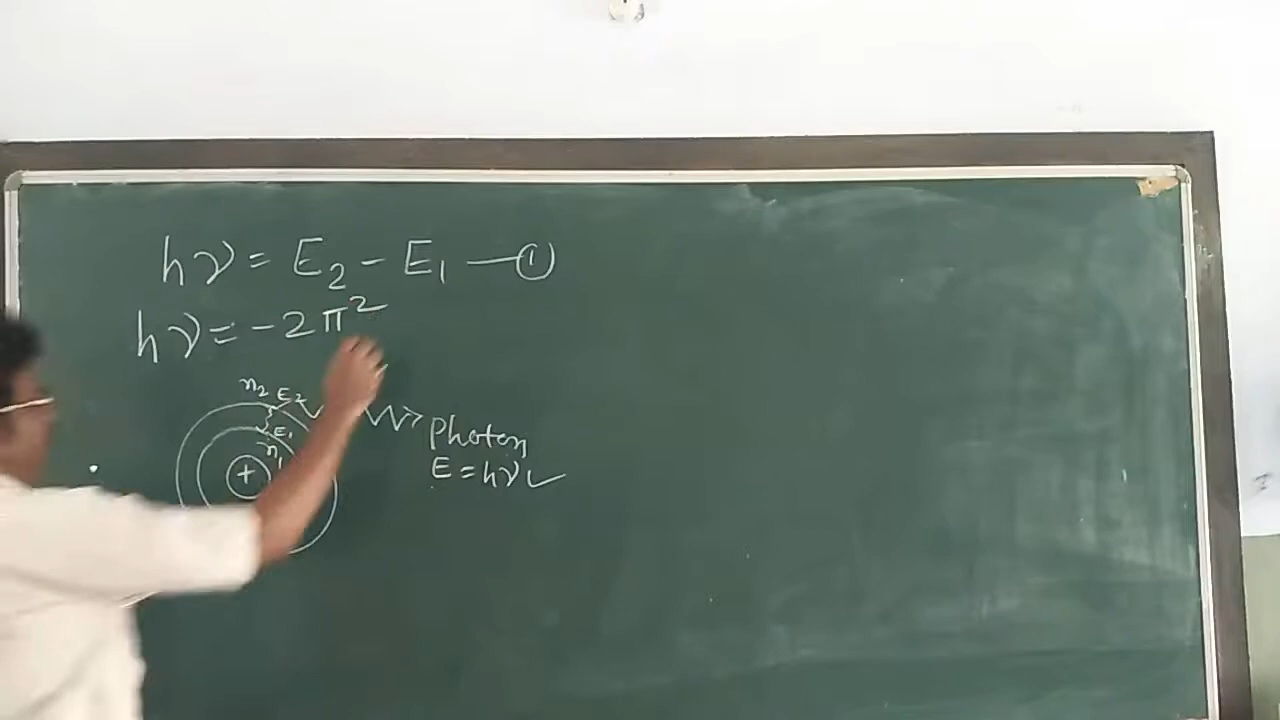 hν = E₂ - E₁ —①
hν = -2π²
n₂ E₂
E₁
n₁
+
Photon
E = hν ✓